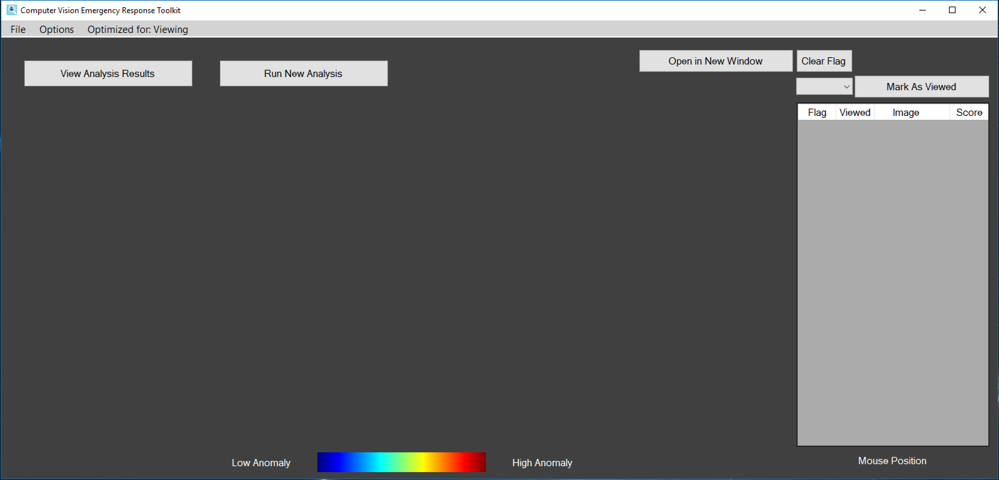 Computer Vision Emergency Response Toolkit
File Options Optimized for: Viewing
Open in New Window Clear Flag
View Analysis Results Run New Analysis
Mark As Viewed
Flag Viewed Image Score
Low Anomaly High Anomaly
Mouse Position